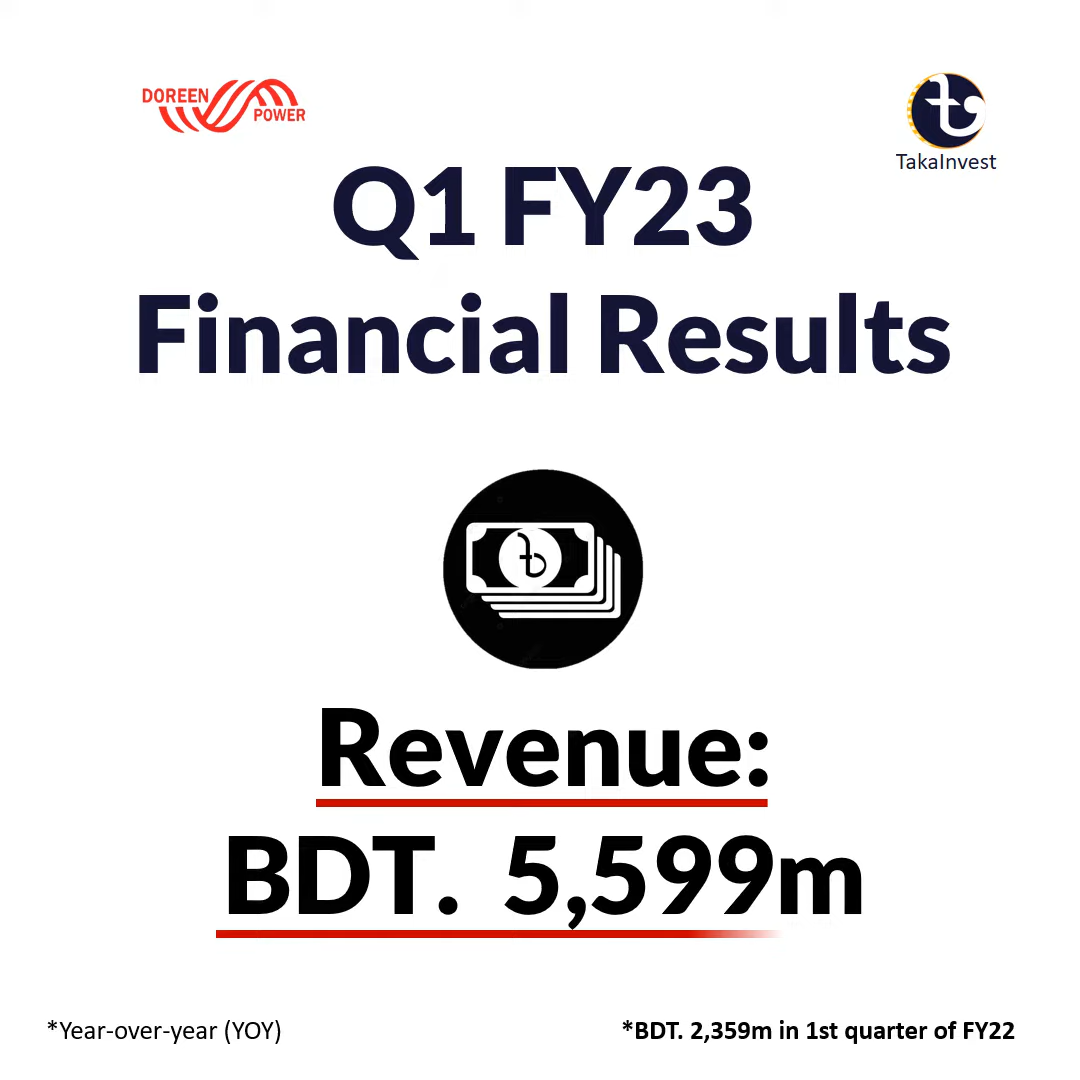 DOREEN
POWER
TakaInvest
Q1 FY23
Financial Results
Revenue:
BDT. 5,599m
*Year-over-year (YOY)
*BDT. 2,359m in 1st quarter of FY22